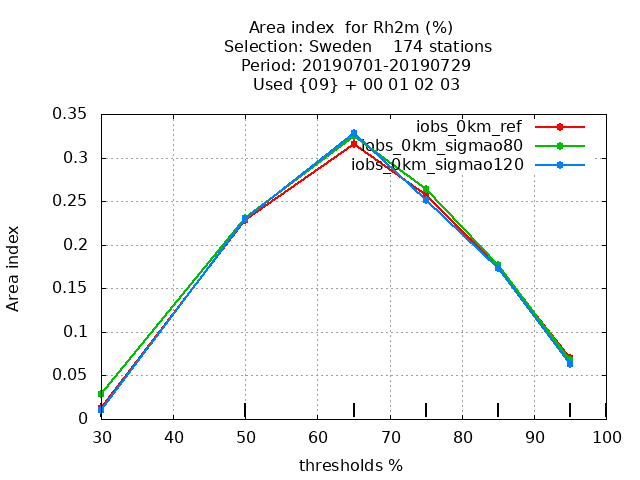 Area index  for Rh2m (%)
Selection: Sweden    174 stations
Period: 20190701-20190729
Used {09} + 00 01 02 03
iobs_0km_ref
iobs_0km_sigmao80
iobs_0km_sigmao120
Area index
0.35
0.3
0.25
0.2
0.15
0.1
0.05
0
30 40 50 60 70 80 90 100
thresholds %